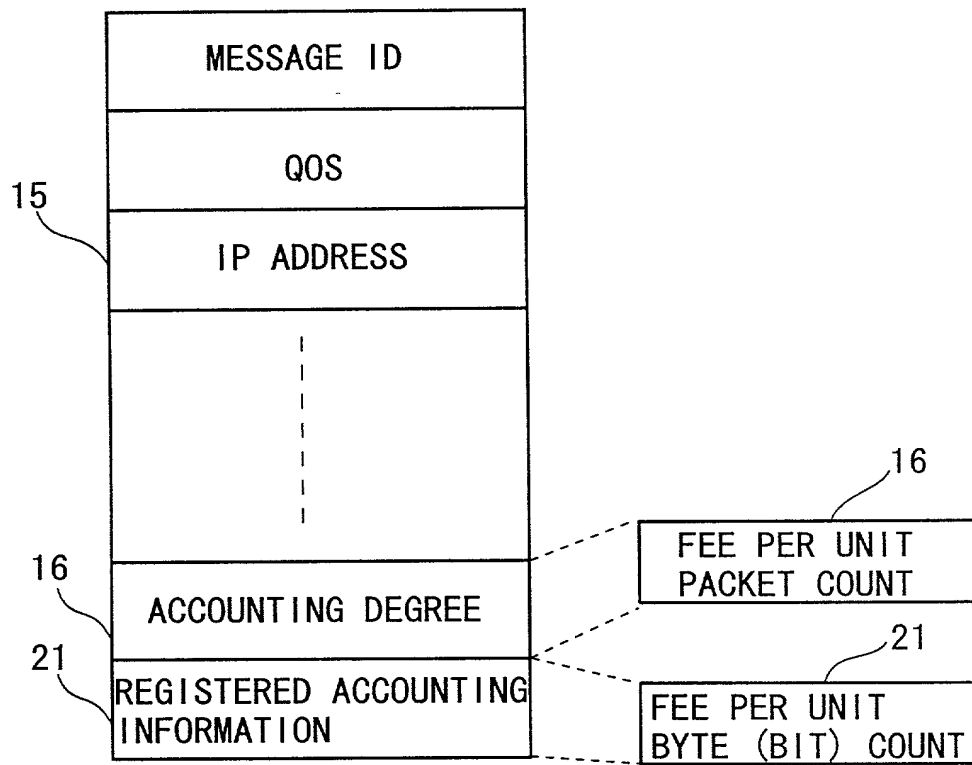 MESSAGE ID
QOS
15
IP ADDRESS
16
ACCOUNTING DEGREE
21
REGISTERED ACCOUNTING
INFORMATION
16
FEE PER UNIT
PACKET COUNT
21
FEE PER UNIT
BYTE (BIT) COUNT